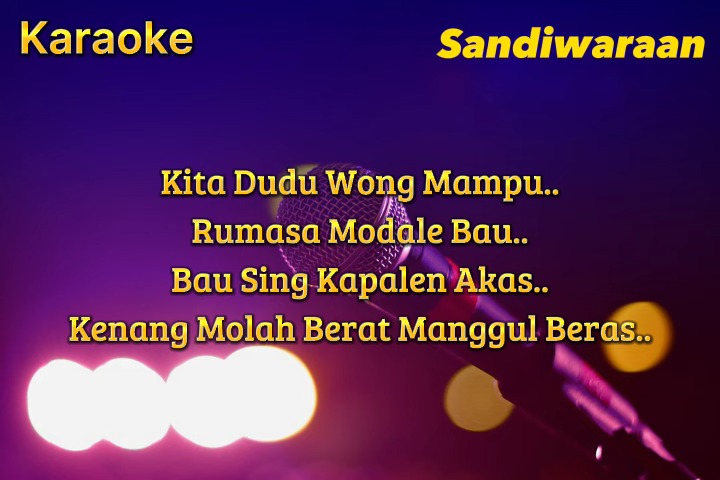 Karaoke
Sandiwaraan
Kita Dudu Wong Mampu..
Rumasa Modale Bau..
Bau Sing Kapalen Akas..
Kenang Molah Berat Manggul Beras..